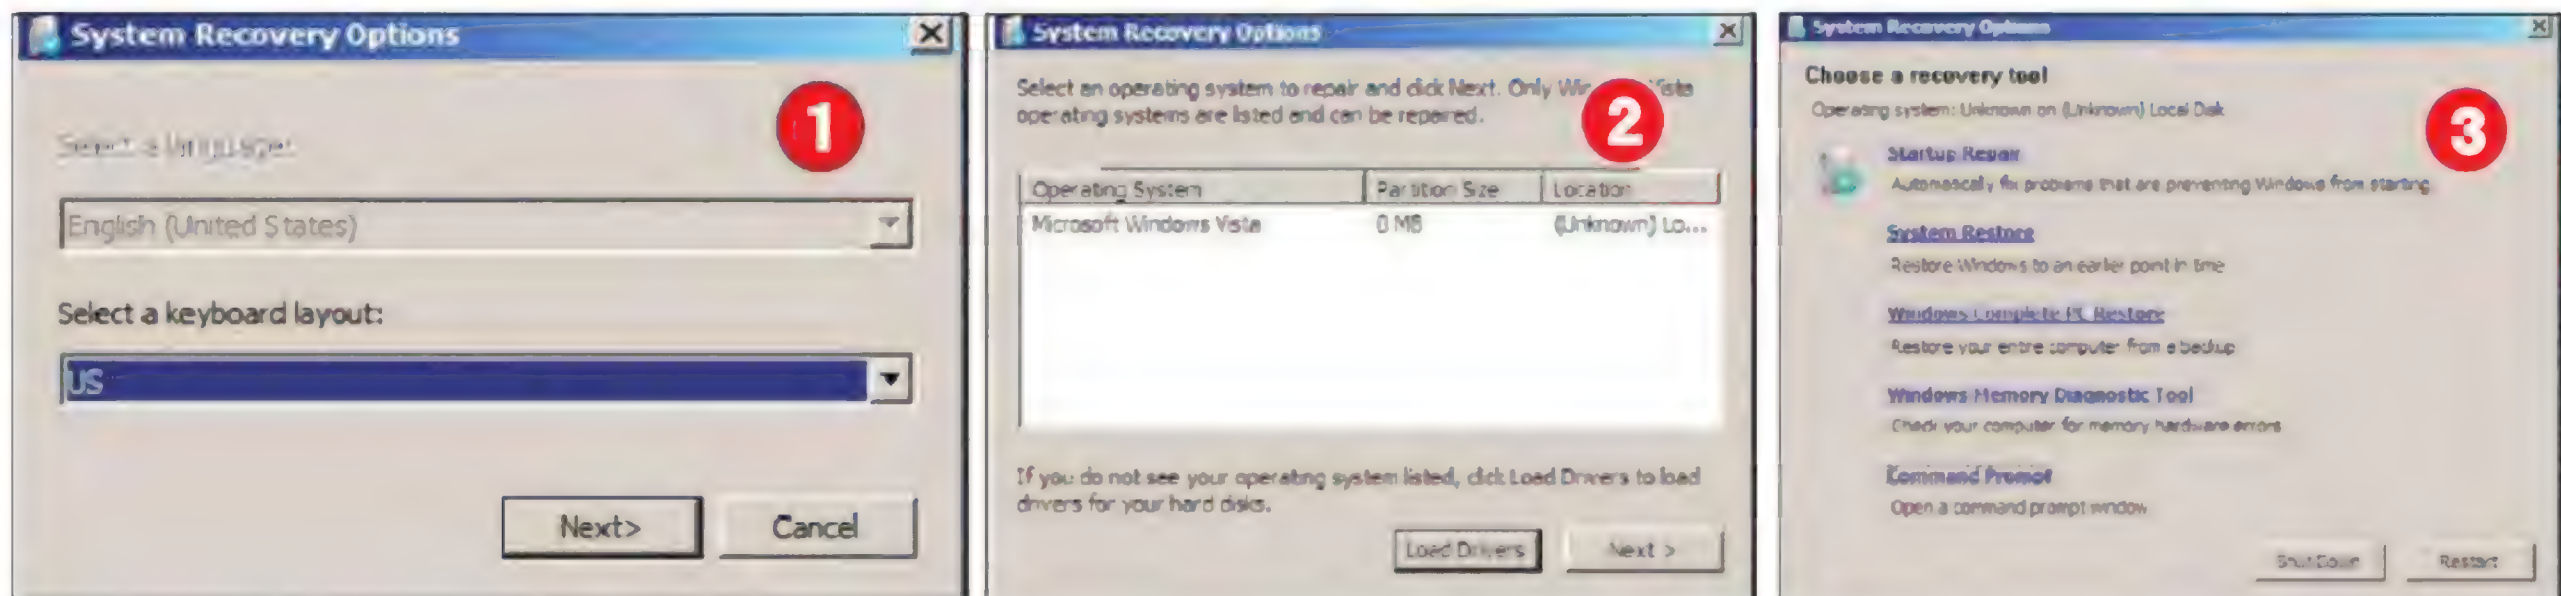 System Recovery Options
1
Select a language:
English (United States)
Select a keyboard layout:
US
Next>
Cancel
System Recovery Options
Select an operating system to repair and click Next. Only Windows Vista
operating systems are listed and can be repaired.
2
Operating System
Partition Size
Location
Microsoft Windows Vista
0 MB
(Unknown) Lo...
If you do not see your operating system listed, click Load Drivers to load
drivers for your hard disks.
Load Drivers
Next >
System Recovery Options
Choose a recovery tool
Operating system: Unknown on (Unknown) Local Disk
3
Startup Repair
Automatically fix problems that are preventing Windows from starting
System Restore
Restore Windows to an earlier point in time
Windows Complete PC Restore
Restore your entire computer from a backup
Windows Memory Diagnostic Tool
Check your computer for memory hardware errors
Command Prompt
Open a command prompt window
Shut Down
Restart